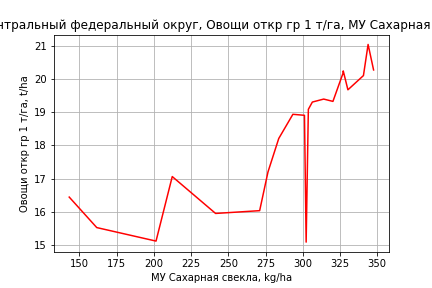 нтральный федеральный округ, Овощи откр гр 1 т/га, МУ Сахарная
21
20
19
18
17
16
15
Овощи откр гр 1 т/га, t/ha
150 175 200 225 250 275 300 325 350
МУ Сахарная свекла, kg/ha